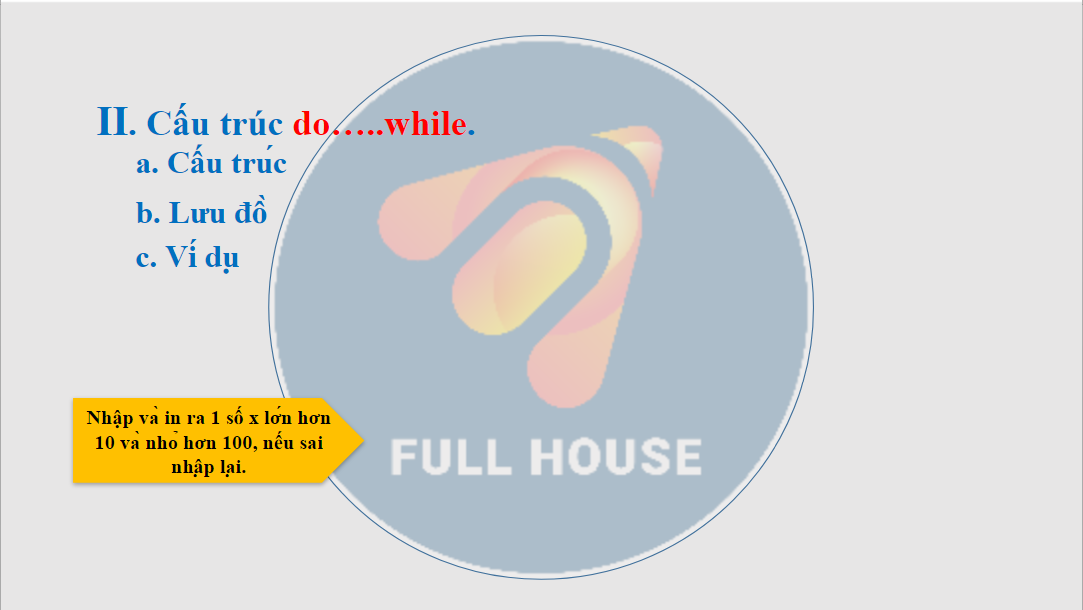 II. Cấu trúc do…..while.
a. Cấu trúc
b. Lưu đồ
c. Ví dụ
Nhập và in ra 1 số x lớn hơn
10 và nhỏ hơn 100, nếu sai
nhập lại.
FULL HOUSE